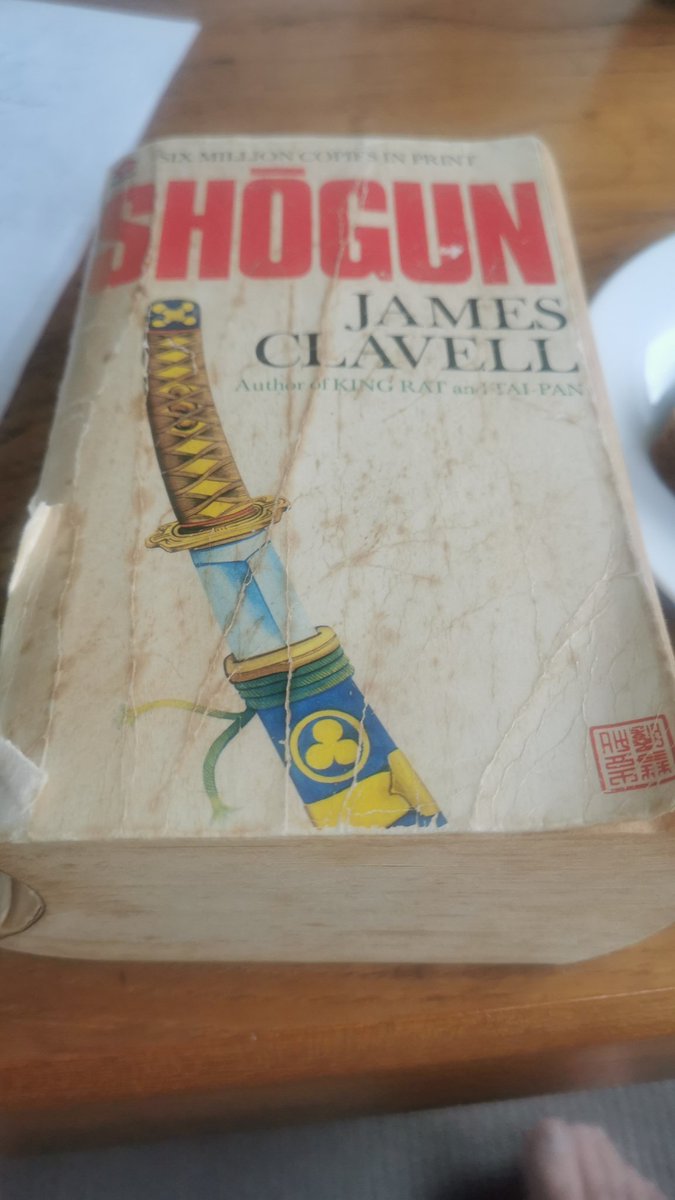 SIX MILLION COPIES IN PRINT
SHŌGUN
JAMES
CLAVELL
Author of KING RAT and TAI-PAN